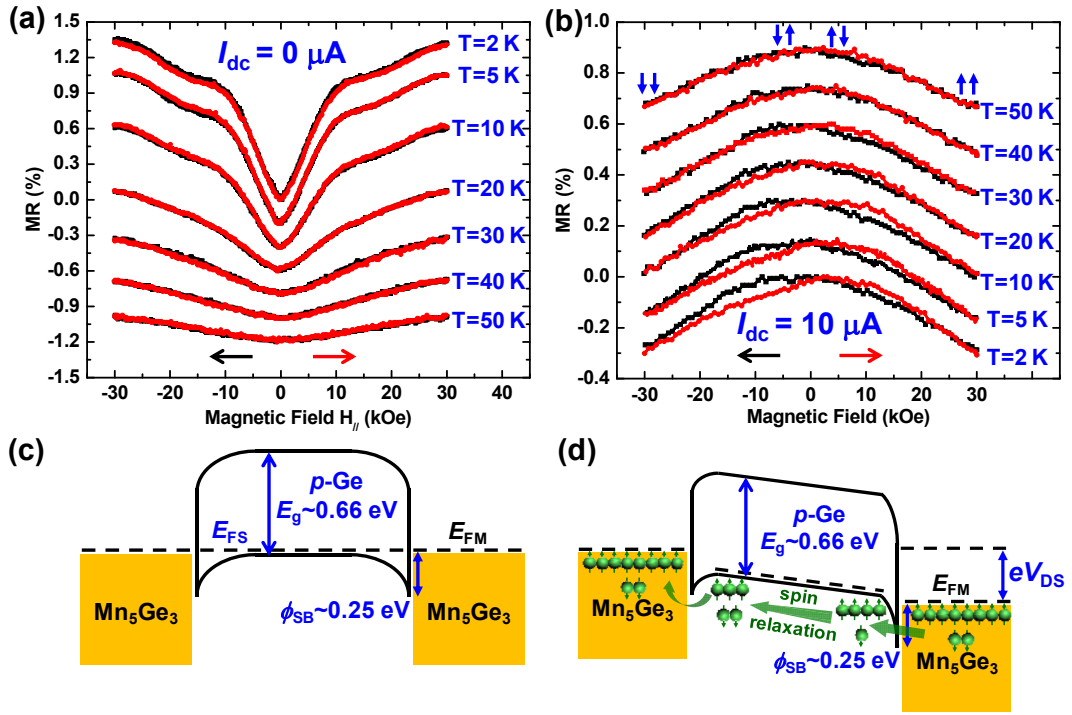 (a)
I_dc = 0 μA
T=2 K
T=5 K
T=10 K
T=20 K
T=30 K
T=40 K
T=50 K
1.5
1.2
0.9
0.6
0.3
0.0
-0.3
-0.6
-0.9
-1.2
-1.5
MR (%)
-30 -20 -10 0 10 20 30
Magnetic Field H_// (kOe)
(b)
1.0
0.8
0.6
0.4
0.2
0.0
-0.2
-0.4
MR (%)
T=50 K
T=40 K
T=30 K
T=20 K
T=10 K
T=5 K
T=2 K
I_dc = 10 μA
-30 -20 -10 0 10 20 30 40
Magnetic Field (kOe)
(c)
p-Ge
E_g~0.66 eV
E_FS
E_FM
Mn5Ge3
Mn5Ge3
ϕ_SB~0.25 eV
(d)
p-Ge
E_g~0.66 eV
eV_DS
E_FM
Mn5Ge3
spin
relaxation
Mn5Ge3
ϕ_SB~0.25 eV